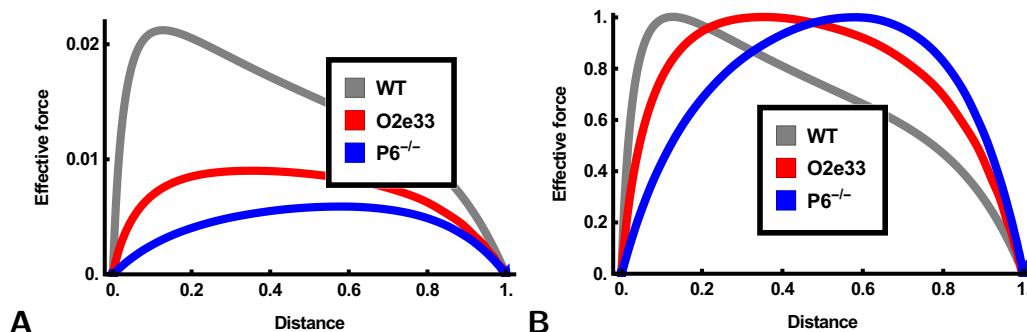 Effective force
0.02
0.01
0.
WT
O2e33
P6−/−
0. 0.2 0.4 0.6 0.8 1.
Distance
A
Effective force
1.
0.8
0.6
0.4
0.2
0.
WT
O2e33
P6−/−
0. 0.2 0.4 0.6 0.8 1.
Distance
B